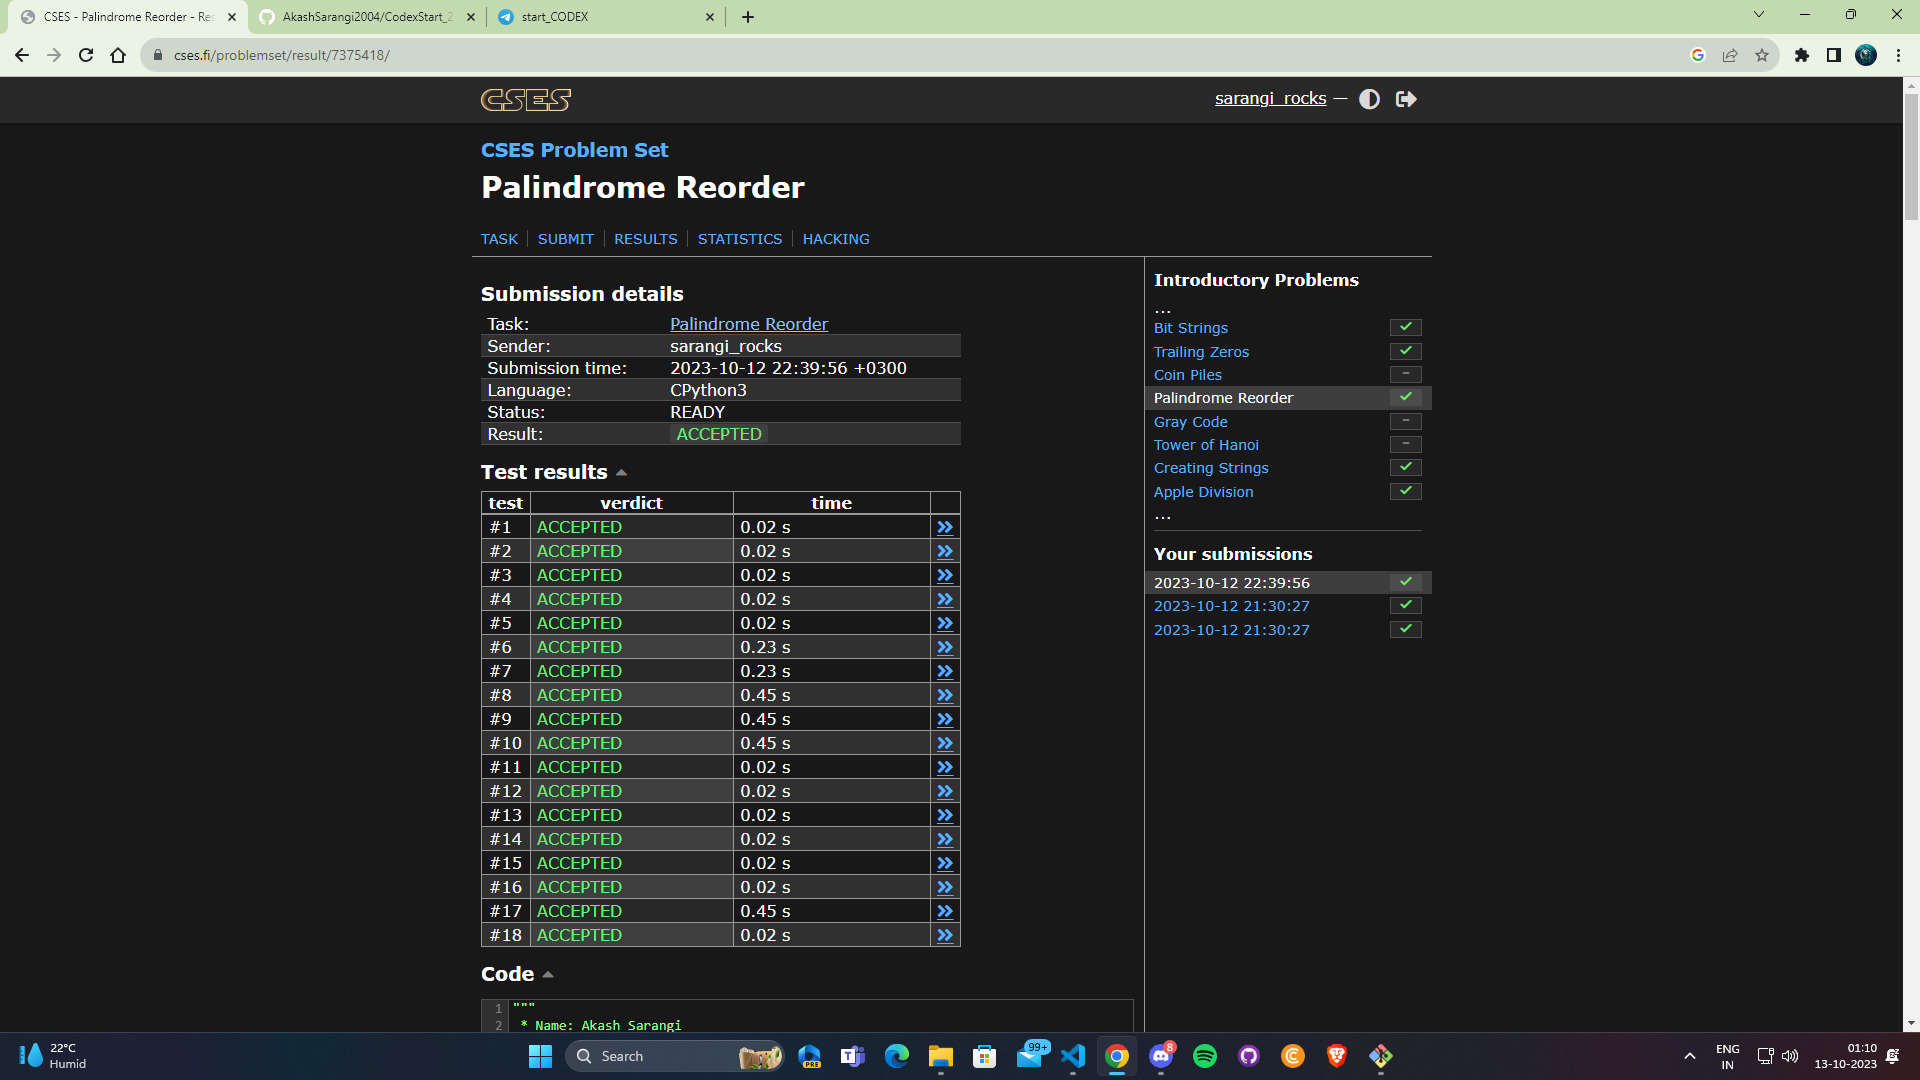 CSES - Palindrome Reorder - Res
AkashSarangi2004/CodexStart_2
start_CODEX
cses.fi/problemset/result/7375418/
CSES
sarangi_rocks —
CSES Problem Set
Palindrome Reorder
TASK SUBMIT RESULTS STATISTICS HACKING
Submission details
Task: Palindrome Reorder
Sender: sarangi_rocks
Submission time: 2023-10-12 22:39:56 +0300
Language: CPython3
Status: READY
Result: ACCEPTED
Test results
test verdict time
#1 ACCEPTED 0.02 s
#2 ACCEPTED 0.02 s
#3 ACCEPTED 0.02 s
#4 ACCEPTED 0.02 s
#5 ACCEPTED 0.02 s
#6 ACCEPTED 0.23 s
#7 ACCEPTED 0.23 s
#8 ACCEPTED 0.45 s
#9 ACCEPTED 0.45 s
#10 ACCEPTED 0.45 s
#11 ACCEPTED 0.02 s
#12 ACCEPTED 0.02 s
#13 ACCEPTED 0.02 s
#14 ACCEPTED 0.02 s
#15 ACCEPTED 0.02 s
#16 ACCEPTED 0.02 s
#17 ACCEPTED 0.45 s
#18 ACCEPTED 0.02 s
Code
1 """
2 * Name: Akash Sarangi
Introductory Problems
...
Bit Strings
Trailing Zeros
Coin Piles –
Palindrome Reorder
Gray Code –
Tower of Hanoi –
Creating Strings
Apple Division
...
Your submissions
2023-10-12 22:39:56
2023-10-12 21:30:27
2023-10-12 21:30:27
22°C
Humid
Search
PRE
99+
8
ENG
IN
01:10
13-10-2023